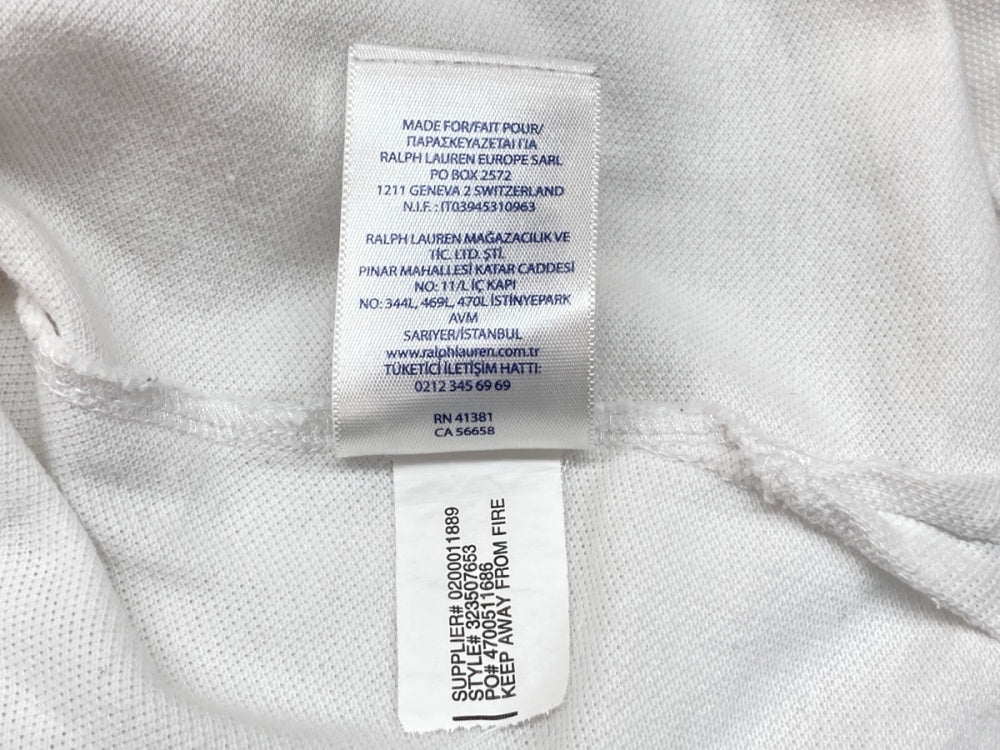 MADE FOR/FAIT POUR/
ΠΑΡΑΣΚΕΥΑΖΕΤΑΙ ΓΙΑ
RALPH LAUREN EUROPE SARL
PO BOX 2572
1211 GENEVA 2 SWITZERLAND
N.I.F. : IT03945310963
RALPH LAUREN MAĞAZACILIK VE
TİC. LTD. ŞTİ.
PINAR MAHALLESİ KATAR CADDESİ
NO: 11/L İÇ KAPI
NO: 344L, 469L, 470L İSTİNYEPARK
AVM
SARIYER/İSTANBUL
www.ralphlauren.com.tr
TÜKETİCİ İLETİŞİM HATTI:
0212 345 69 69
RN 41381
CA 56658
SUPPLIER# 0200011889
STYLE# 323507653
PO# 4700511686
KEEP AWAY FROM FIRE